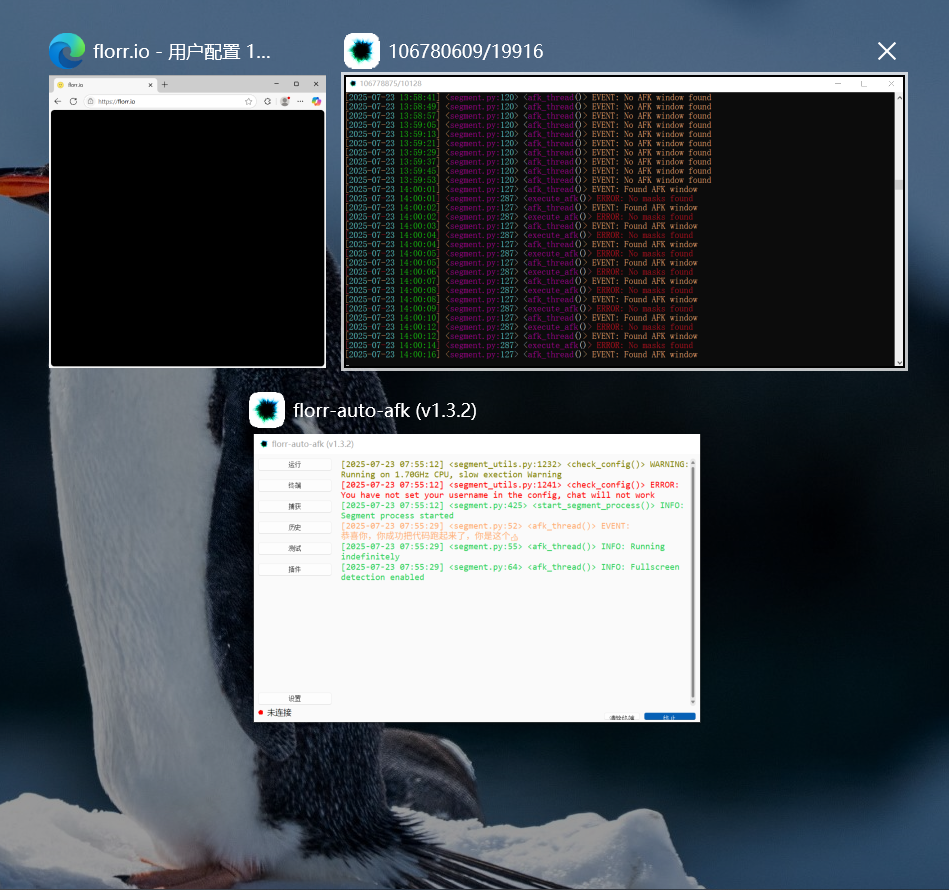 florr.io - 用户配置 1...
106780609/19916
florr.io
https://florr.io
106778875/10128
[2025-07-23 13:58:41] <segment.py:120> <afk_thread()> EVENT: No AFK window found
[2025-07-23 13:58:49] <segment.py:120> <afk_thread()> EVENT: No AFK window found
[2025-07-23 13:58:57] <segment.py:120> <afk_thread()> EVENT: No AFK window found
[2025-07-23 13:59:05] <segment.py:120> <afk_thread()> EVENT: No AFK window found
[2025-07-23 13:59:13] <segment.py:120> <afk_thread()> EVENT: No AFK window found
[2025-07-23 13:59:21] <segment.py:120> <afk_thread()> EVENT: No AFK window found
[2025-07-23 13:59:29] <segment.py:120> <afk_thread()> EVENT: No AFK window found
[2025-07-23 13:59:37] <segment.py:120> <afk_thread()> EVENT: No AFK window found
[2025-07-23 13:59:45] <segment.py:120> <afk_thread()> EVENT: No AFK window found
[2025-07-23 13:59:53] <segment.py:120> <afk_thread()> EVENT: No AFK window found
[2025-07-23 14:00:01] <segment.py:127> <afk_thread()> EVENT: Found AFK window
[2025-07-23 14:00:01] <segment.py:287> <execute_afk()> ERROR: No masks found
[2025-07-23 14:00:02] <segment.py:127> <afk_thread()> EVENT: Found AFK window
[2025-07-23 14:00:02] <segment.py:287> <execute_afk()> ERROR: No masks found
[2025-07-23 14:00:03] <segment.py:127> <afk_thread()> EVENT: Found AFK window
[2025-07-23 14:00:04] <segment.py:287> <execute_afk()> ERROR: No masks found
[2025-07-23 14:00:04] <segment.py:127> <afk_thread()> EVENT: Found AFK window
[2025-07-23 14:00:05] <segment.py:287> <execute_afk()> ERROR: No masks found
[2025-07-23 14:00:05] <segment.py:127> <afk_thread()> EVENT: Found AFK window
[2025-07-23 14:00:06] <segment.py:287> <execute_afk()> ERROR: No masks found
[2025-07-23 14:00:07] <segment.py:127> <afk_thread()> EVENT: Found AFK window
[2025-07-23 14:00:08] <segment.py:287> <execute_afk()> ERROR: No masks found
[2025-07-23 14:00:08] <segment.py:127> <afk_thread()> EVENT: Found AFK window
[2025-07-23 14:00:09] <segment.py:287> <execute_afk()> ERROR: No masks found
[2025-07-23 14:00:10] <segment.py:127> <afk_thread()> EVENT: Found AFK window
[2025-07-23 14:00:12] <segment.py:287> <execute_afk()> ERROR: No masks found
[2025-07-23 14:00:12] <segment.py:127> <afk_thread()> EVENT: Found AFK window
[2025-07-23 14:00:14] <segment.py:287> <execute_afk()> ERROR: No masks found
[2025-07-23 14:00:16] <segment.py:127> <afk_thread()> EVENT: Found AFK window
florr-auto-afk (v1.3.2)
florr-auto-afk (v1.3.2)
运行
终端
捕获
历史
测试
插件
设置
未连接
[2025-07-23 07:55:12] <segment_utils.py:1232> <check_config()> WARNING:
Running on 1.70GHz CPU, slow exection Warning
[2025-07-23 07:55:12] <segment_utils.py:1241> <check_config()> ERROR:
You have not set your username in the config, chat will not work
[2025-07-23 07:55:12] <segment.py:425> <start_segment_process()> INFO:
Segment process started
[2025-07-23 07:55:29] <segment.py:52> <afk_thread()> EVENT:
恭喜你，你成功把代码跑起来了，你是这个👍
[2025-07-23 07:55:29] <segment.py:55> <afk_thread()> INFO: Running
indefinitely
[2025-07-23 07:55:29] <segment.py:64> <afk_thread()> INFO: Fullscreen
detection enabled
清除终端
终止